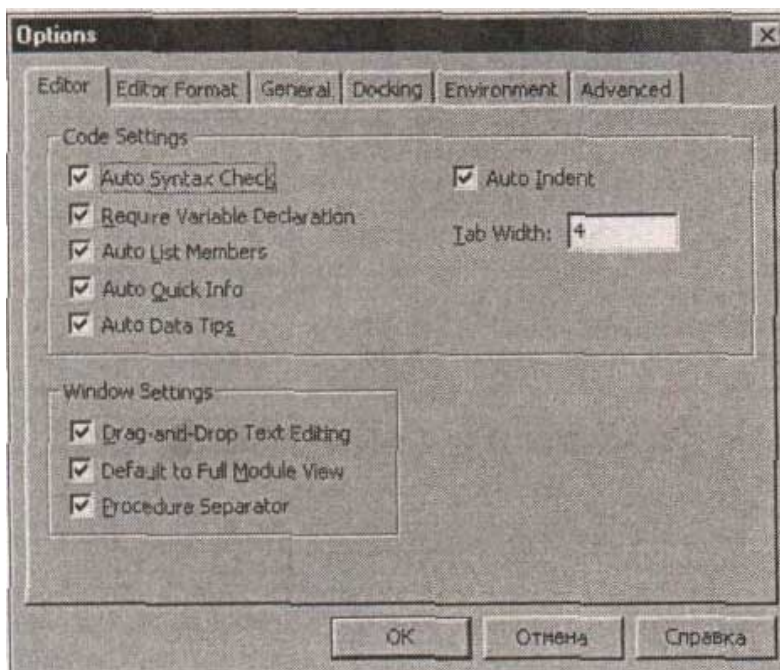 Options
Editor Editor Format General Docking Environment Advanced
Code Settings
Auto Syntax Check
Auto Indent
Require Variable Declaration
Tab Width: 4
Auto List Members
Auto Quick Info
Auto Data Tips
Window Settings
Drag-and-Drop Text Editing
Default to Full Module View
Procedure Separator
OK Отмена Справка